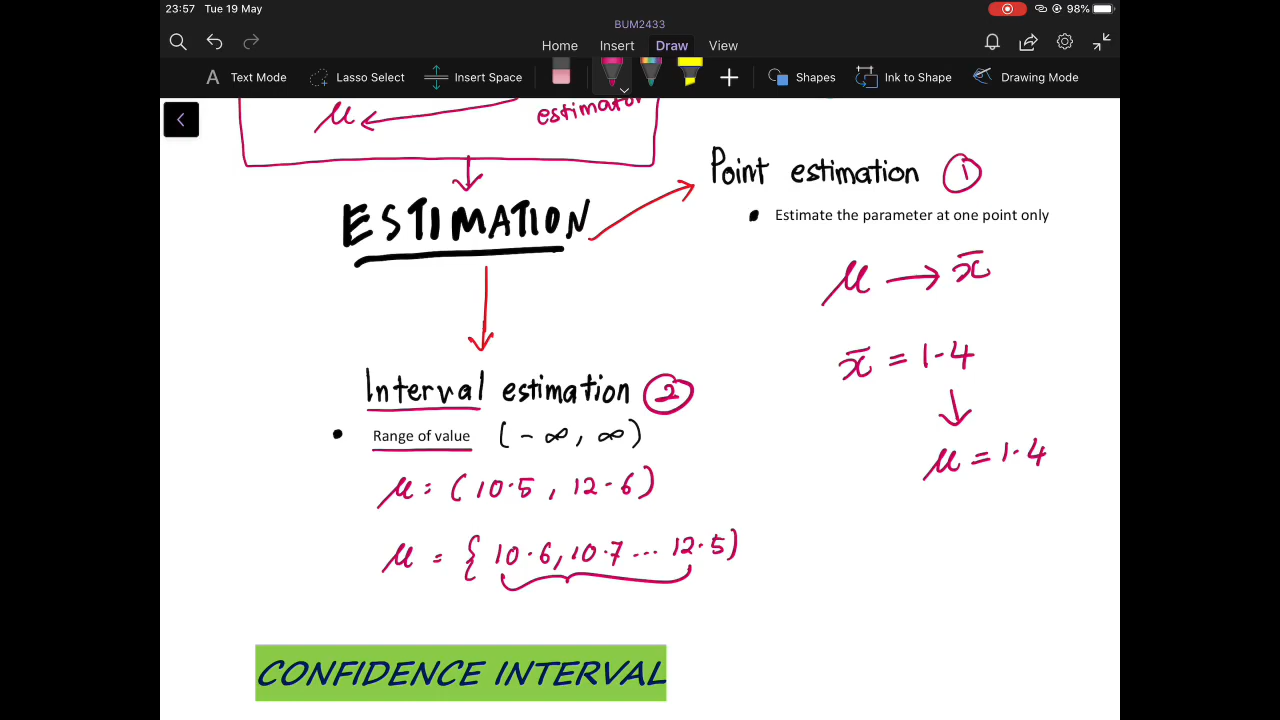 23:57 Tue 19 May
98%
BUM2433
Home Insert Draw View
Text Mode Lasso Select Insert Space Shapes Ink to Shape Drawing Mode
μ estimator
Point estimation 1
ESTIMATION
• Estimate the parameter at one point only
μ → x̄
x̄ = 1.4
↓
μ = 1.4
Interval estimation 2
• Range of value (-∞, ∞)
μ = (10.5, 12.6)
μ = {10.6, 10.7 ... 12.5)
CONFIDENCE INTERVAL